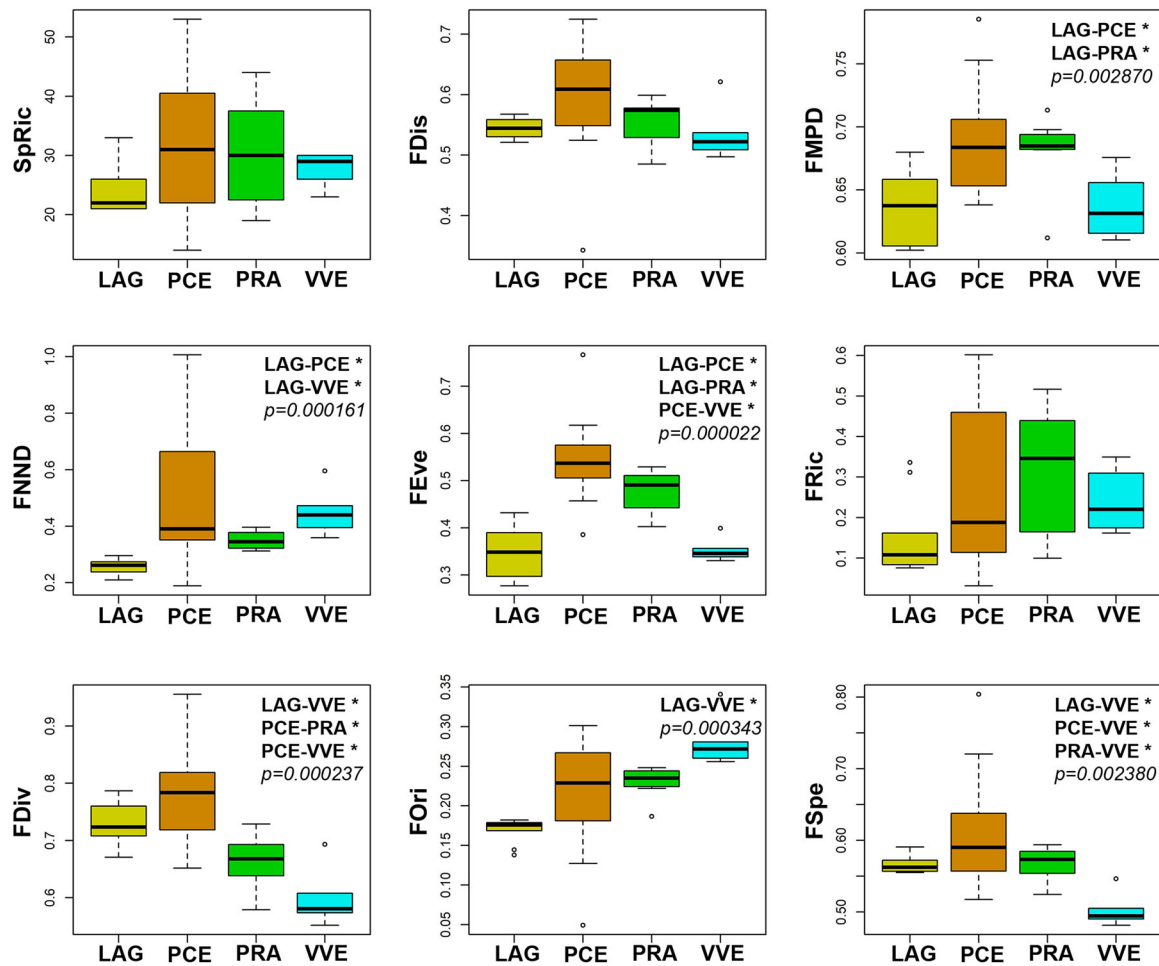 SpRic
50
40
30
20
LAG PCE PRA VVE
FDis
0.7
0.6
0.5
0.4
LAG PCE PRA VVE
FMPD
0.75
0.70
0.65
0.60
LAG-PCE *
LAG-PRA *
p=0.002870
LAG PCE PRA VVE
FNND
1.0
0.8
0.6
0.4
0.2
LAG-PCE *
LAG-VVE *
p=0.000161
LAG PCE PRA VVE
FEve
0.7
0.6
0.5
0.4
0.3
LAG-PCE *
LAG-PRA *
PCE-VVE *
p=0.000022
LAG PCE PRA VVE
FRic
0.6
0.5
0.4
0.3
0.2
0.1
LAG PCE PRA VVE
FDiv
0.9
0.8
0.7
0.6
LAG-VVE *
PCE-PRA *
PCE-VVE *
p=0.000237
LAG PCE PRA VVE
FOri
0.35
0.30
0.25
0.20
0.15
0.10
0.05
LAG-VVE *
p=0.000343
LAG PCE PRA VVE
FSpe
0.80
0.70
0.60
0.50
LAG-VVE *
PCE-VVE *
PRA-VVE *
p=0.002380
LAG PCE PRA VVE